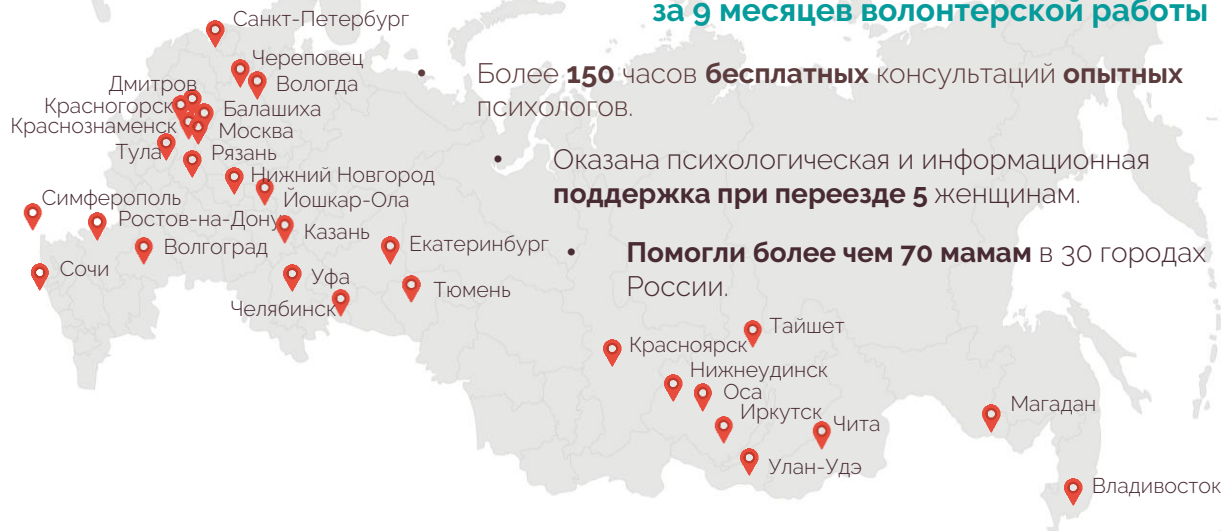 за 9 месяцев волонтерской работы
• Более 150 часов бесплатных консультаций опытных
психологов.
• Оказана психологическая и информационная
поддержка при переезде 5 женщинам.
• Помогли более чем 70 мамам в 30 городах
России.
Санкт-Петербург
Череповец
Вологда
Дмитров
Красногорск
Балашиха
Краснознаменск
Москва
Тула
Рязань
Нижний Новгород
Йошкар-Ола
Симферополь
Ростов-на-Дону
Казань
Волгоград
Екатеринбург
Сочи
Уфа
Тюмень
Челябинск
Тайшет
Красноярск
Нижнеудинск
Оса
Иркутск
Чита
Магадан
Улан-Удэ
Владивосток